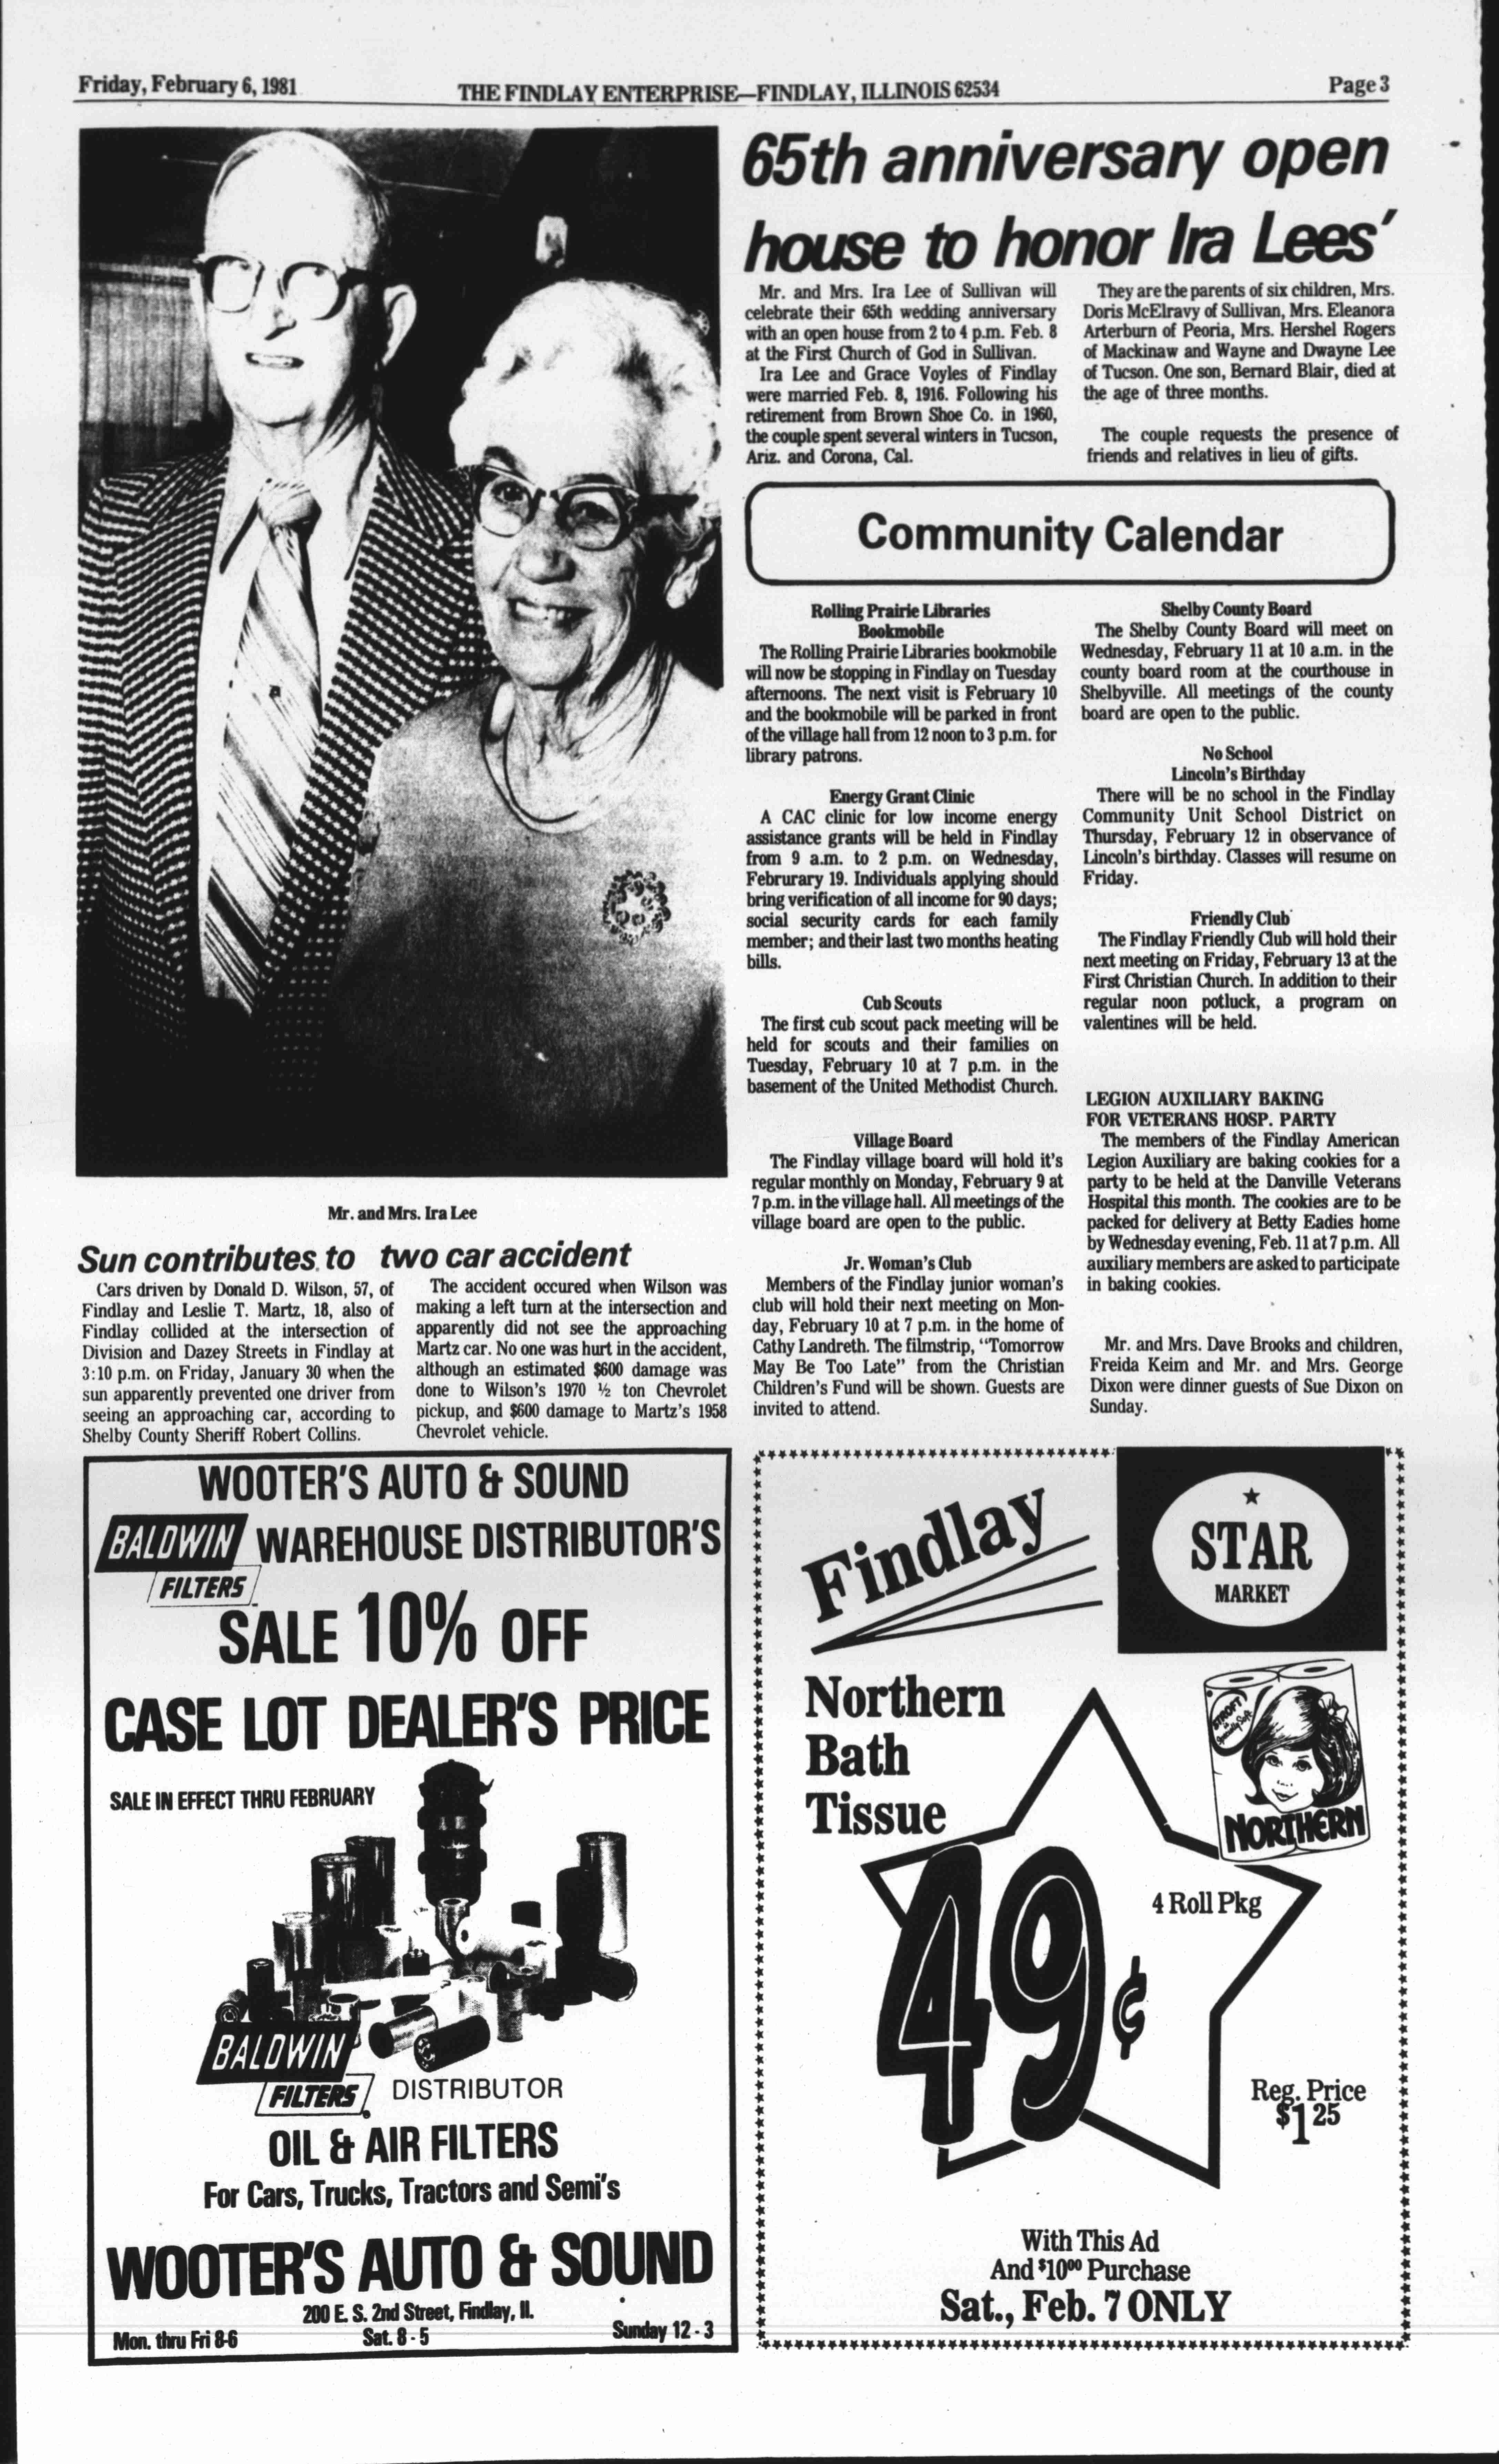 Friday, February 6, 1981
THE FINDLAY ENTERPRISE—FINDLAY, ILLINOIS 62534
Page 3
65th anniversary open
house to honor Ira Lees'
Mr. and Mrs. Ira Lee of Sullivan will
celebrate their 65th wedding anniversary
with an open house from 2 to 4 p.m. Feb. 8
at the First Church of God in Sullivan.
Ira Lee and Grace Voyles of Findlay
were married Feb. 8, 1916. Following his
retirement from Brown Shoe Co. in 1960,
the couple spent several winters in Tucson,
Ariz. and Corona, Cal.
They are the parents of six children, Mrs.
Doris McElravy of Sullivan, Mrs. Eleanora
Arterburn of Peoria, Mrs. Hershel Rogers
of Mackinaw and Wayne and Dwayne Lee
of Tucson. One son, Bernard Blair, died at
the age of three months.
The couple requests the presence of
friends and relatives in lieu of gifts.
Mr. and Mrs. Ira Lee
Community Calendar
Rolling Prairie Libraries
Bookmobile
The Rolling Prairie Libraries bookmobile
will now be stopping in Findlay on Tuesday
afternoons. The next visit is February 10
and the bookmobile will be parked in front
of the village hall from 12 noon to 3 p.m. for
library patrons.
Energy Grant Clinic
A CAC clinic for low income energy
assistance grants will be held in Findlay
from 9 a.m. to 2 p.m. on Wednesday,
Februrary 19. Individuals applying should
bring verification of all income for 90 days;
social security cards for each family
member; and their last two months heating
bills.
Cub Scouts
The first cub scout pack meeting will be
held for scouts and their families on
Tuesday, February 10 at 7 p.m. in the
basement of the United Methodist Church.
Village Board
The Findlay village board will hold it's
regular monthly on Monday, February 9 at
7 p.m. in the village hall. All meetings of the
village board are open to the public.
Jr. Woman's Club
Members of the Findlay junior woman's
club will hold their next meeting on Mon-
day, February 10 at 7 p.m. in the home of
Cathy Landreth. The filmstrip, "Tomorrow
May Be Too Late" from the Christian
Children's Fund will be shown. Guests are
invited to attend.
Shelby County Board
The Shelby County Board will meet on
Wednesday, February 11 at 10 a.m. in the
county board room at the courthouse in
Shelbyville. All meetings of the county
board are open to the public.
No School
Lincoln's Birthday
There will be no school in the Findlay
Community Unit School District on
Thursday, February 12 in observance of
Lincoln's birthday. Classes will resume on
Friday.
Friendly Club
The Findlay Friendly Club will hold their
next meeting on Friday, February 13 at the
First Christian Church. In addition to their
regular noon potluck, a program on
valentines will be held.
LEGION AUXILIARY BAKING
FOR VETERANS HOSP. PARTY
The members of the Findlay American
Legion Auxiliary are baking cookies for a
party to be held at the Danville Veterans
Hospital this month. The cookies are to be
packed for delivery at Betty Eadies home
by Wednesday evening, Feb. 11 at 7 p.m. All
auxiliary members are asked to participate
in baking cookies.
Mr. and Mrs. Dave Brooks and children,
Freida Keim and Mr. and Mrs. George
Dixon were dinner guests of Sue Dixon on
Sunday.
Sun contributes to two car accident
Cars driven by Donald D. Wilson, 57, of
Findlay and Leslie T. Martz, 18, also of
Findlay collided at the intersection of
Division and Dazey Streets in Findlay at
3:10 p.m. on Friday, January 30 when the
sun apparently prevented one driver from
seeing an approaching car, according to
Shelby County Sheriff Robert Collins.
The accident occured when Wilson was
making a left turn at the intersection and
apparently did not see the approaching
Martz car. No one was hurt in the accident,
although an estimated $600 damage was
done to Wilson's 1970 ½ ton Chevrolet
pickup, and $600 damage to Martz's 1958
Chevrolet vehicle.
WOOTER'S AUTO & SOUND
BALDWIN
FILTERS
WAREHOUSE DISTRIBUTOR'S
SALE 10% OFF
CASE LOT DEALER'S PRICE
SALE IN EFFECT THRU FEBRUARY
BALDWIN
FILTERS
DISTRIBUTOR
OIL & AIR FILTERS
For Cars, Trucks, Tractors and Semi's
WOOTER'S AUTO & SOUND
200 E. S. 2nd Street, Findlay, Il.
Mon. thru Fri 8-6
Sat. 8 - 5
Sunday 12 - 3
Findlay
STAR
MARKET
Northern
Bath
Tissue
NORTHERN
49¢
4 Roll Pkg
Reg. Price
$1 25
With This Ad
And $10 00 Purchase
Sat., Feb. 7 ONLY